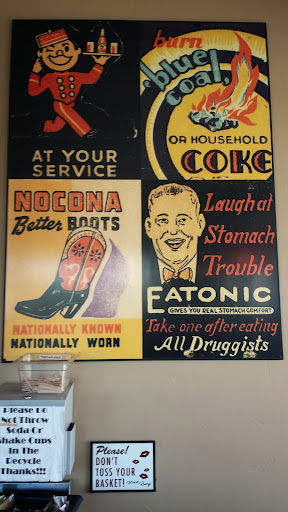 AT YOUR
SERVICE
burn
blue
coal,
OR HOUSEHOLD
COKE
NOCONA
Better BOOTS
NATIONALLY KNOWN
NATIONALLY WORN
Laugh at
Stomach
Trouble
EATONIC
GIVES YOU REAL STOMACH COMFORT
Take one after eating
All Druggists
Please Do
Not Throw
Soda Or
Shake Cups
In The
Recycle
Thanks!!!
Please!
DON'T
TOSS YOUR
BASKET!